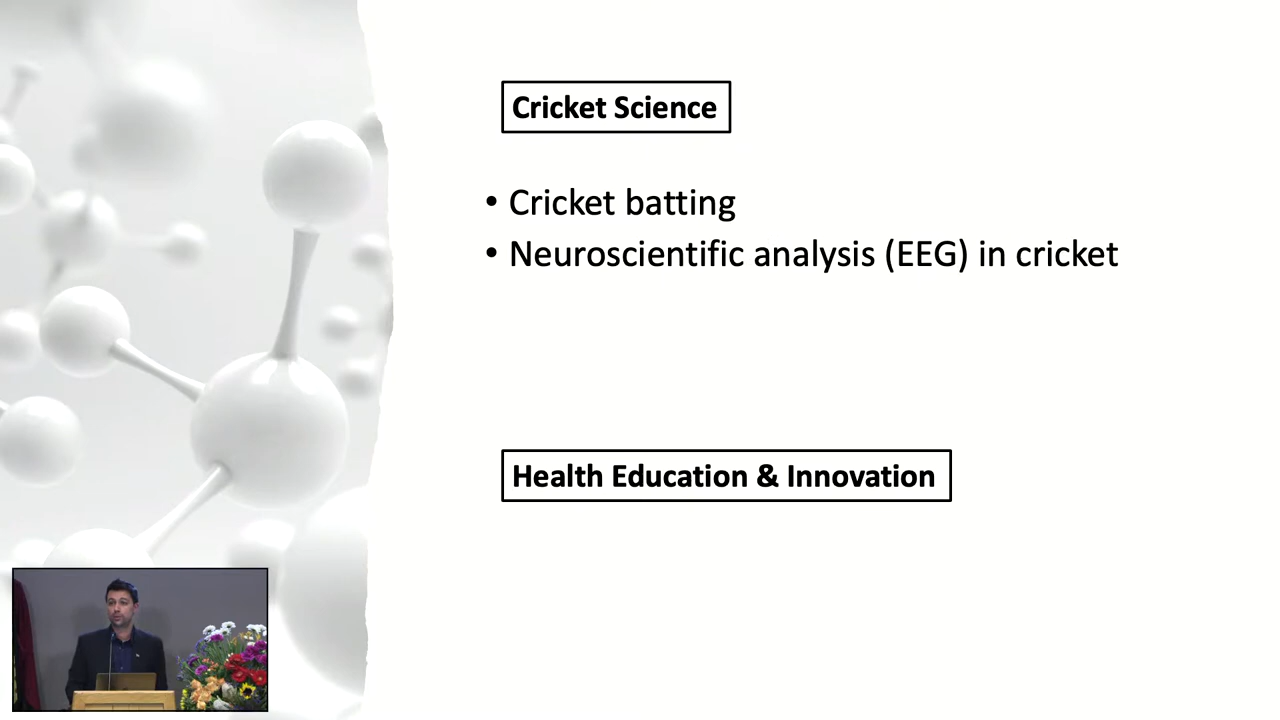 Cricket Science
• Cricket batting
• Neuroscientific analysis (EEG) in cricket
Health Education & Innovation